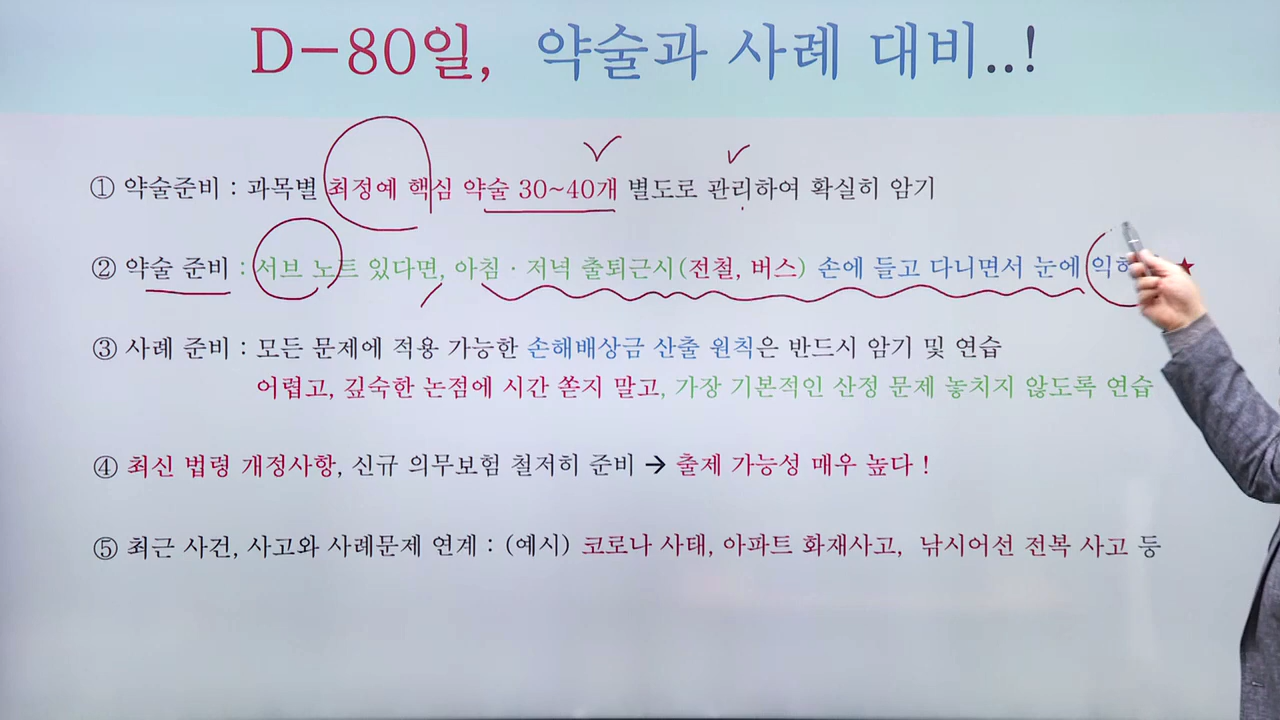 D-80일, 약술과 사례 대비..!
① 약술준비 : 과목별 최정예 핵심 약술 30~40개 별도로 관리하여 확실히 암기
② 약술 준비 : 서브 노트 있다면, 아침 · 저녁 출퇴근시(전철, 버스) 손에 들고 다니면서 눈에 ★
③ 사례 준비 : 모든 문제에 적용 가능한 손해배상금 산출 원칙은 반드시 암기 및 연습
어렵고, 깊숙한 논점에 시간 쏟지 말고, 가장 기본적인 산정 문제 놓치지 않도록 연습
④ 최신 법령 개정사항, 신규 의무보험 철저히 준비 → 출제 가능성 매우 높다 !
⑤ 최근 사건, 사고와 사례문제 연계 : (예시) 코로나 사태, 아파트 화재사고, 낚시어선 전복 사고 등